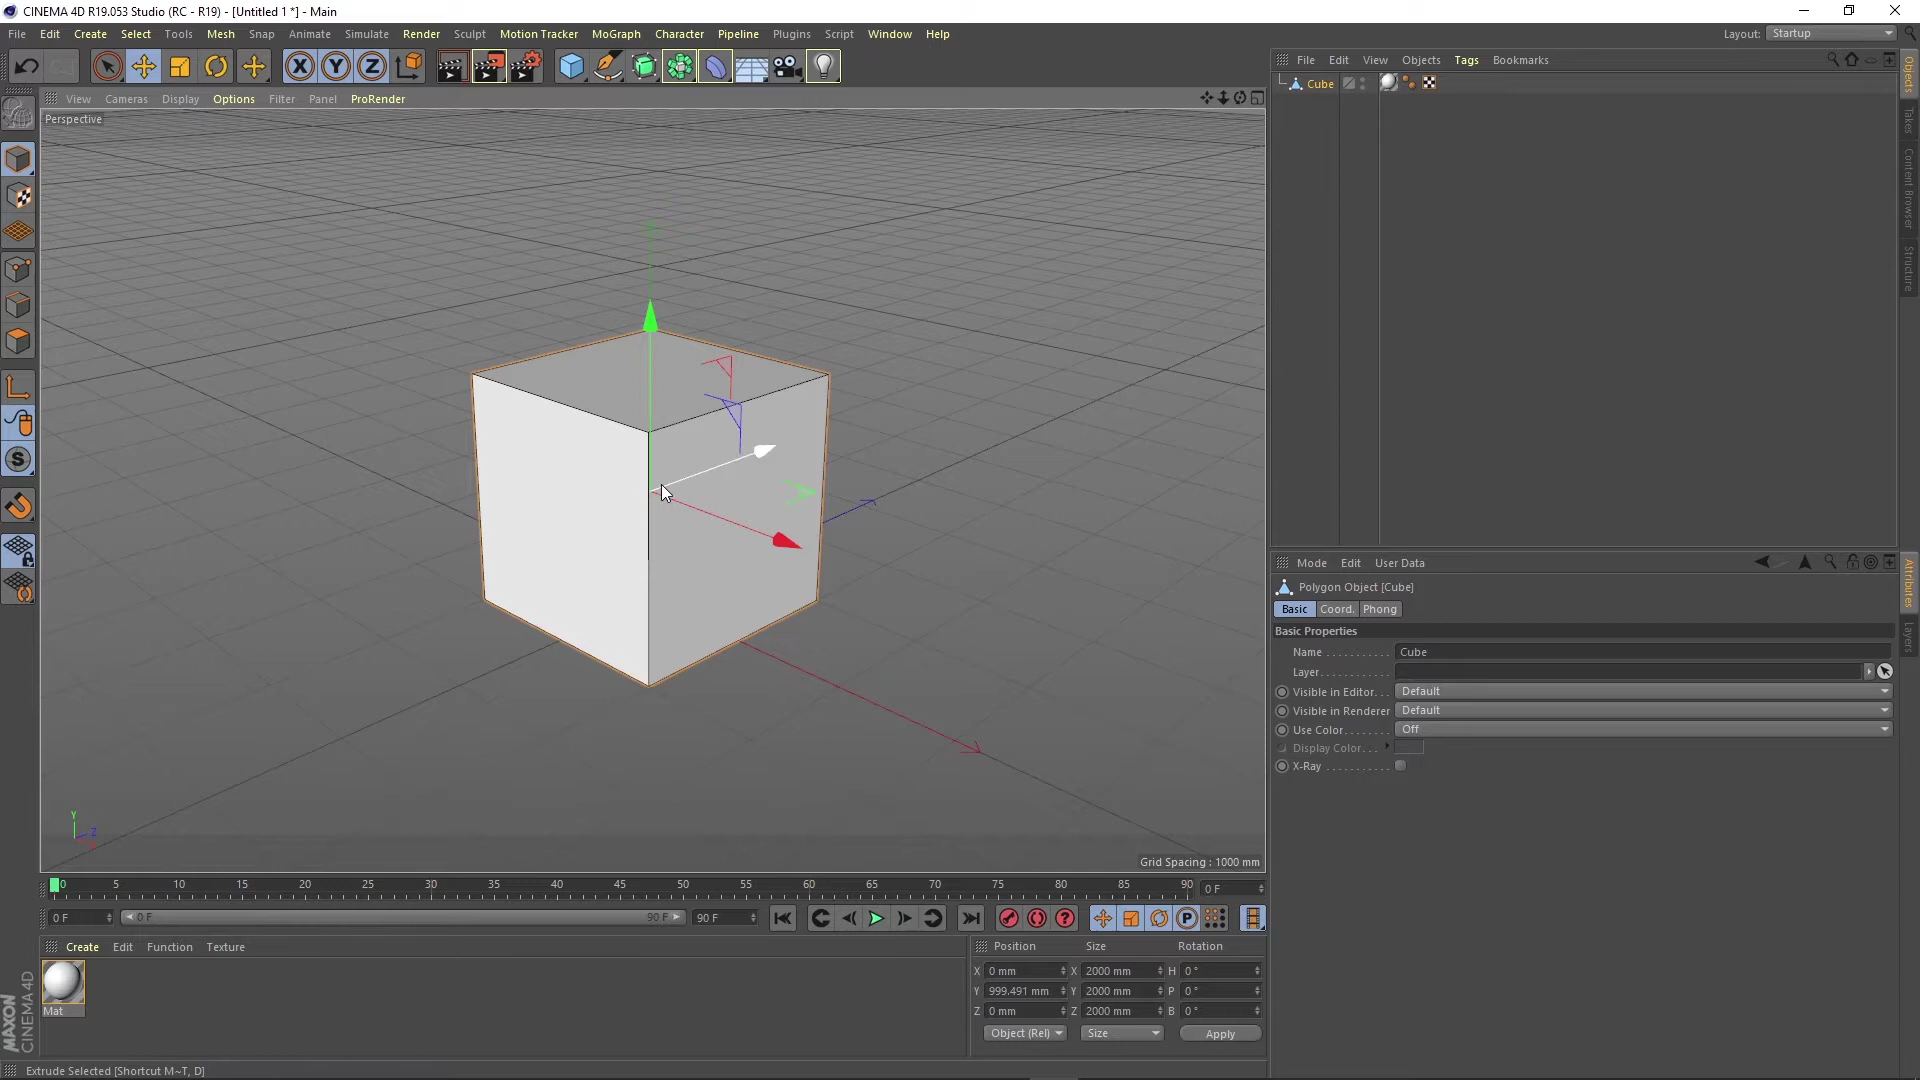 CINEMA 4D R19.053 Studio (RC - R19) - [Untitled 1 *] - Main
File Edit Create Select Tools Mesh Snap Animate Simulate Render Sculpt Motion Tracker MoGraph Character Pipeline Plugins Script Window Help
Layout: Startup
X Y Z
File Edit View Objects Tags Bookmarks
Cube
View Cameras Display Options Filter Panel ProRender
Perspective
S
Y
Z
Grid Spacing : 1000 mm
Objects
Takes
Content Browser
Structure
Mode Edit User Data
Polygon Object [Cube]
Basic Coord. Phong
Basic Properties
Name . . . . . . . . . . . Cube
Layer. . . . . . . . . . . .
Visible in Editor. . . Default
Visible in Renderer Default
Use Color. . . . . . . . Off
Display Color. . .
X-Ray . . . . . . . . . . .
Attributes
Layers
0 5 10 15 20 25 30 35 40 45 50 55 60 65 70 75 80 85 90 0 F
0 F 0 F 90 F 90 F ? P
Create Edit Function Texture
Mat
MAXON
CINEMA 4D
Position Size Rotation
X 0 mm X 2000 mm H 0 °
Y 999.491 mm Y 2000 mm P 0 °
Z 0 mm Z 2000 mm B 0 °
Object (Rel) Size Apply
Extrude Selected [Shortcut M~T, D]